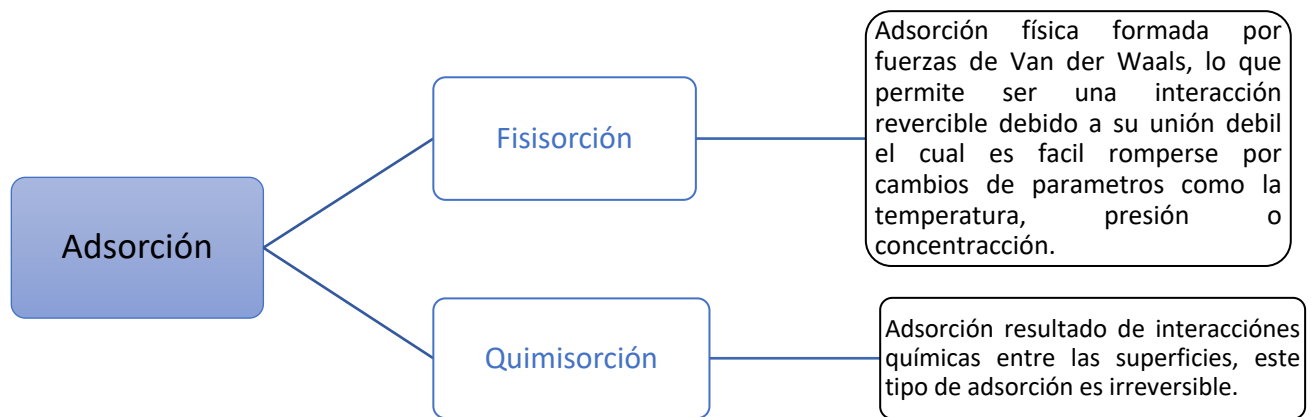 Adsorción física formada por
fuerzas de Van der Waals, lo que
permite ser una interacción
revercible debido a su unión debil
el cual es facil romperse por
cambios de parametros como la
temperatura, presión o
concentracción.
Fisisorción
Adsorción
Quimisorción
Adsorción resultado de interacciónes
químicas entre las superficies, este
tipo de adsorción es irreversible.